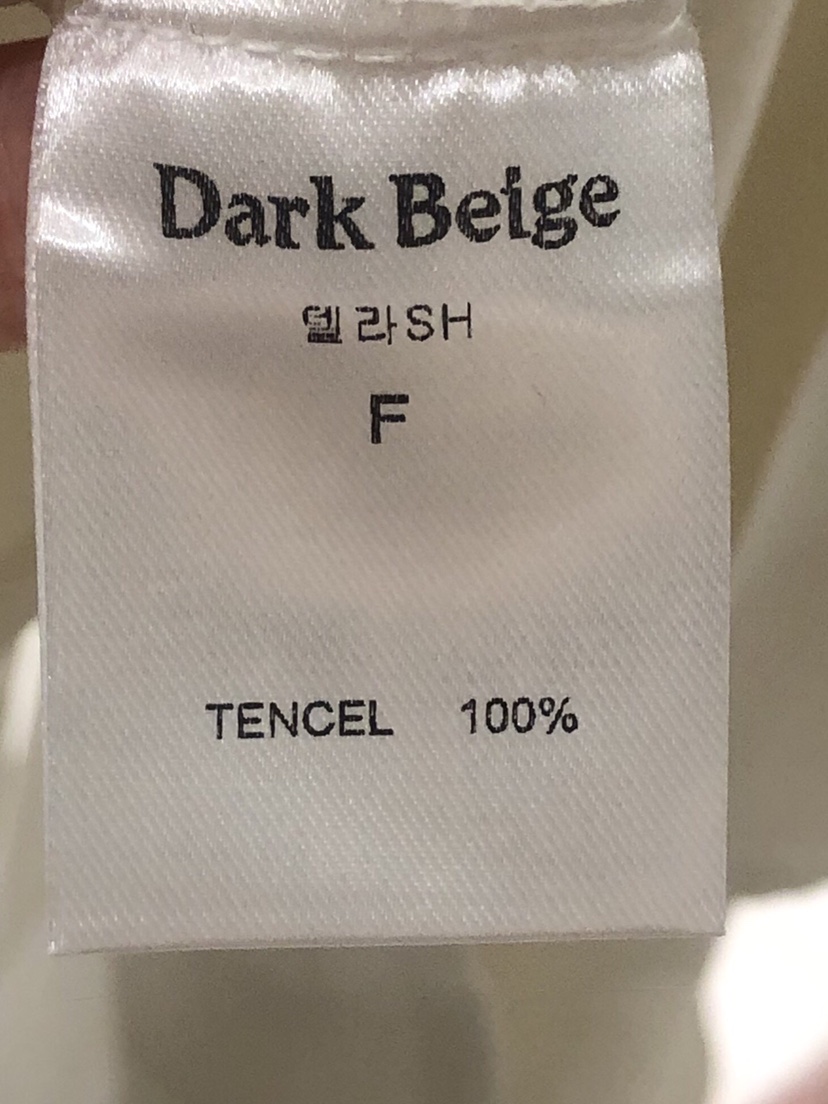 Dark Beige
델라SH
F
TENCEL 100%